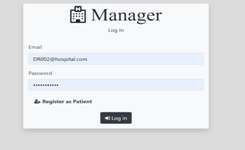 Manager
Log In
Email
DR002@hospital.com
Password
•••••••••••
Register as Patient
Log in